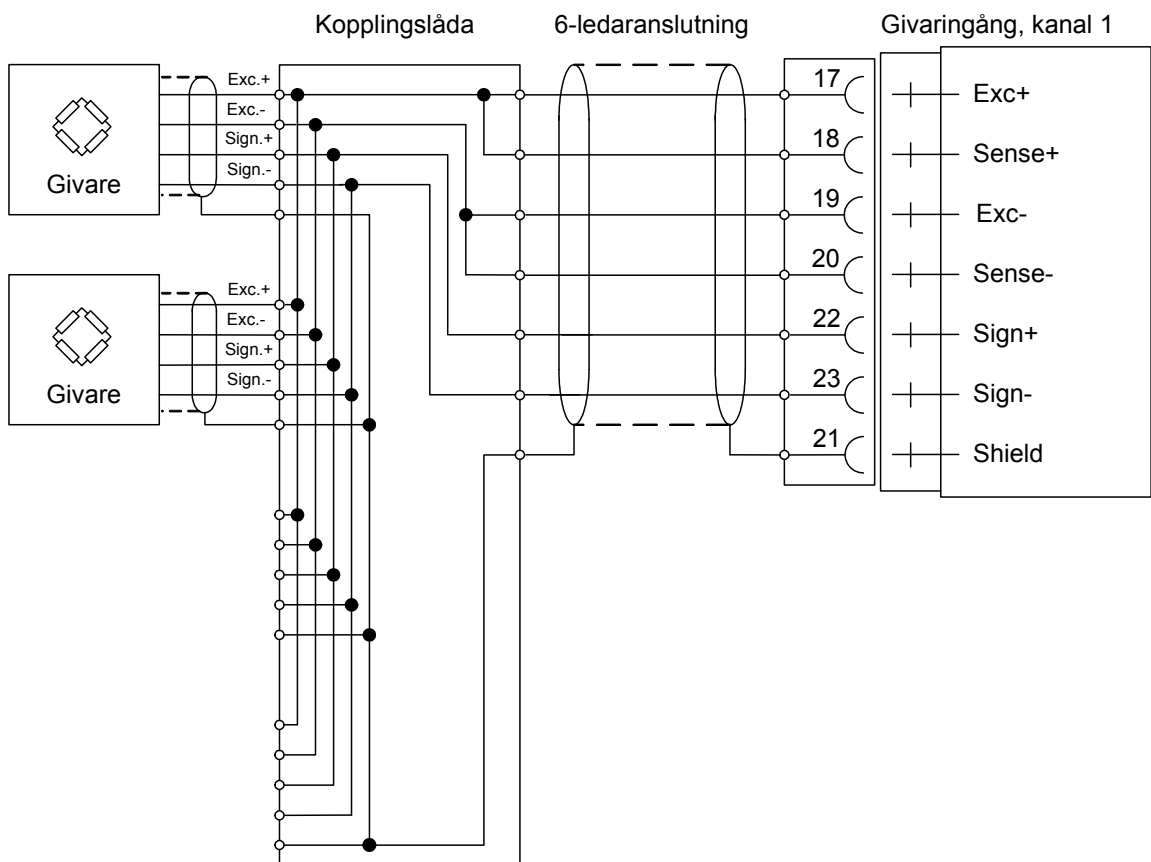 Kopplingslåda
6-ledaranslutning
Givaringång, kanal 1
Exc.+
Exc.-
Sign.+
Sign.-
Givare
Exc.+
Exc.-
Sign.+
Sign.-
Givare
17
Exc+
18
Sense+
19
Exc-
20
Sense-
22
Sign+
23
Sign-
21
Shield